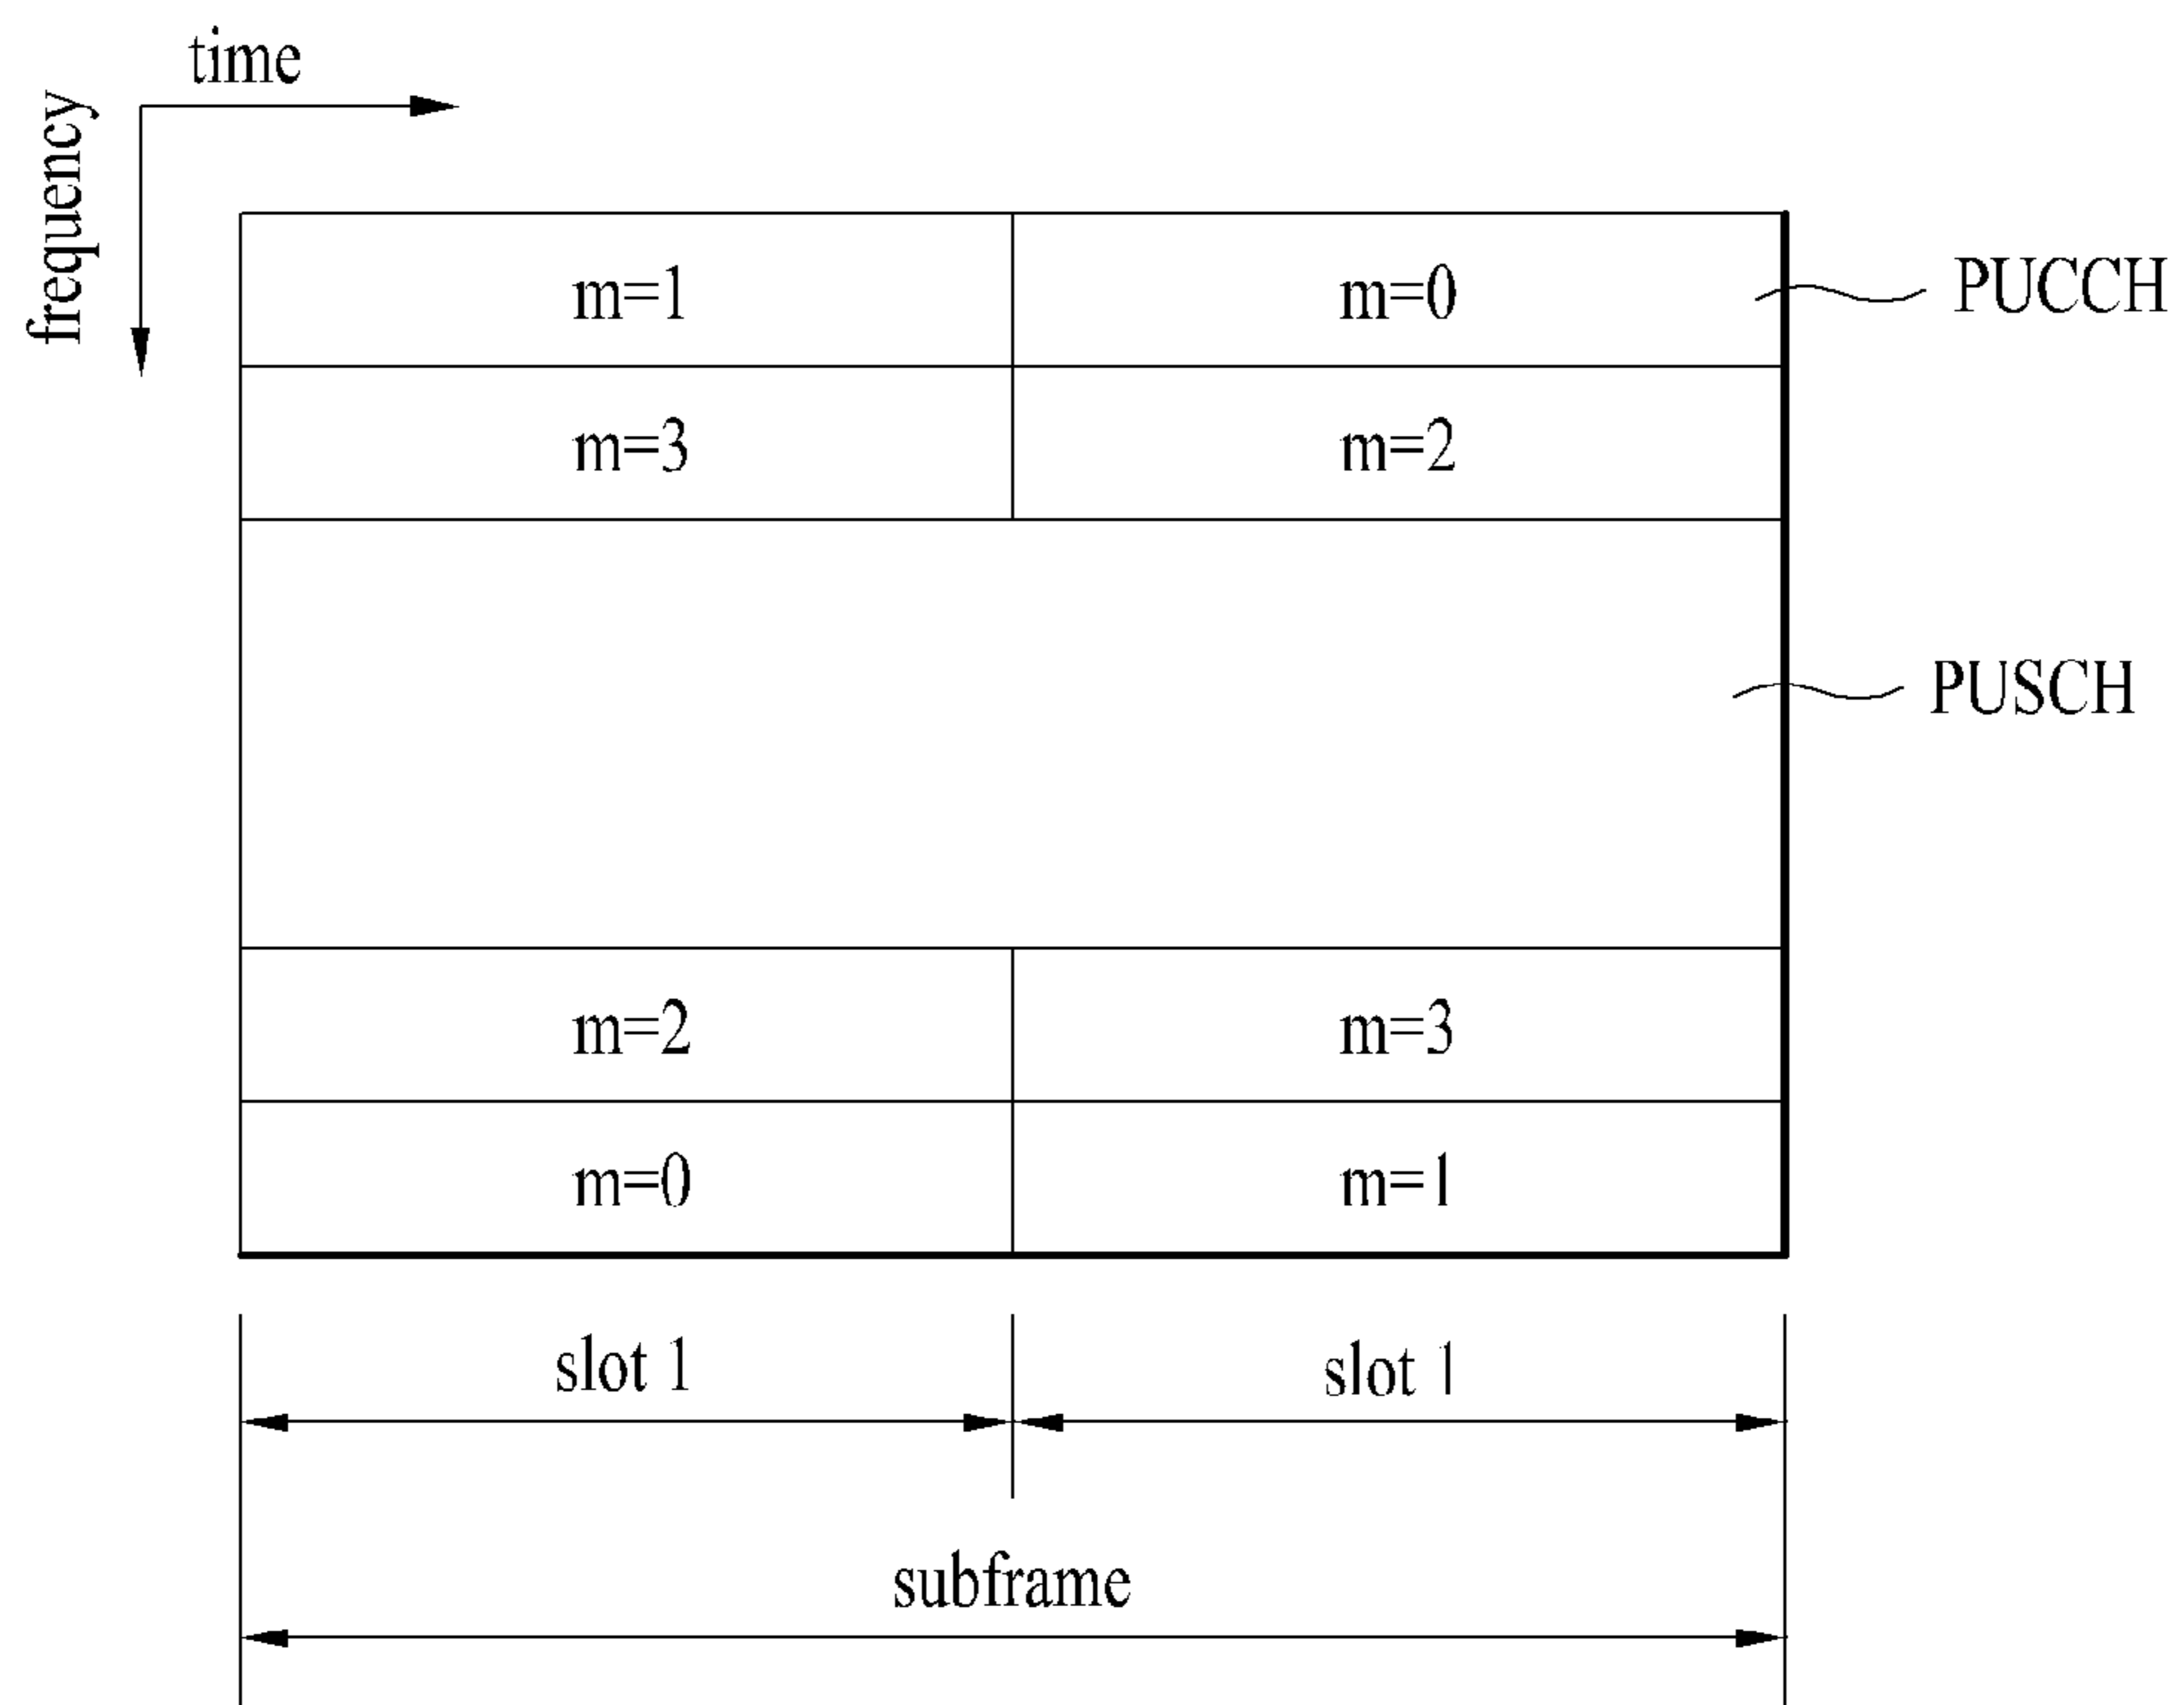 time
frequency
m=1
m=0
PUCCH
m=3
m=2
PUSCH
m=2
m=3
m=0
m=1
slot 1
slot 1
subframe